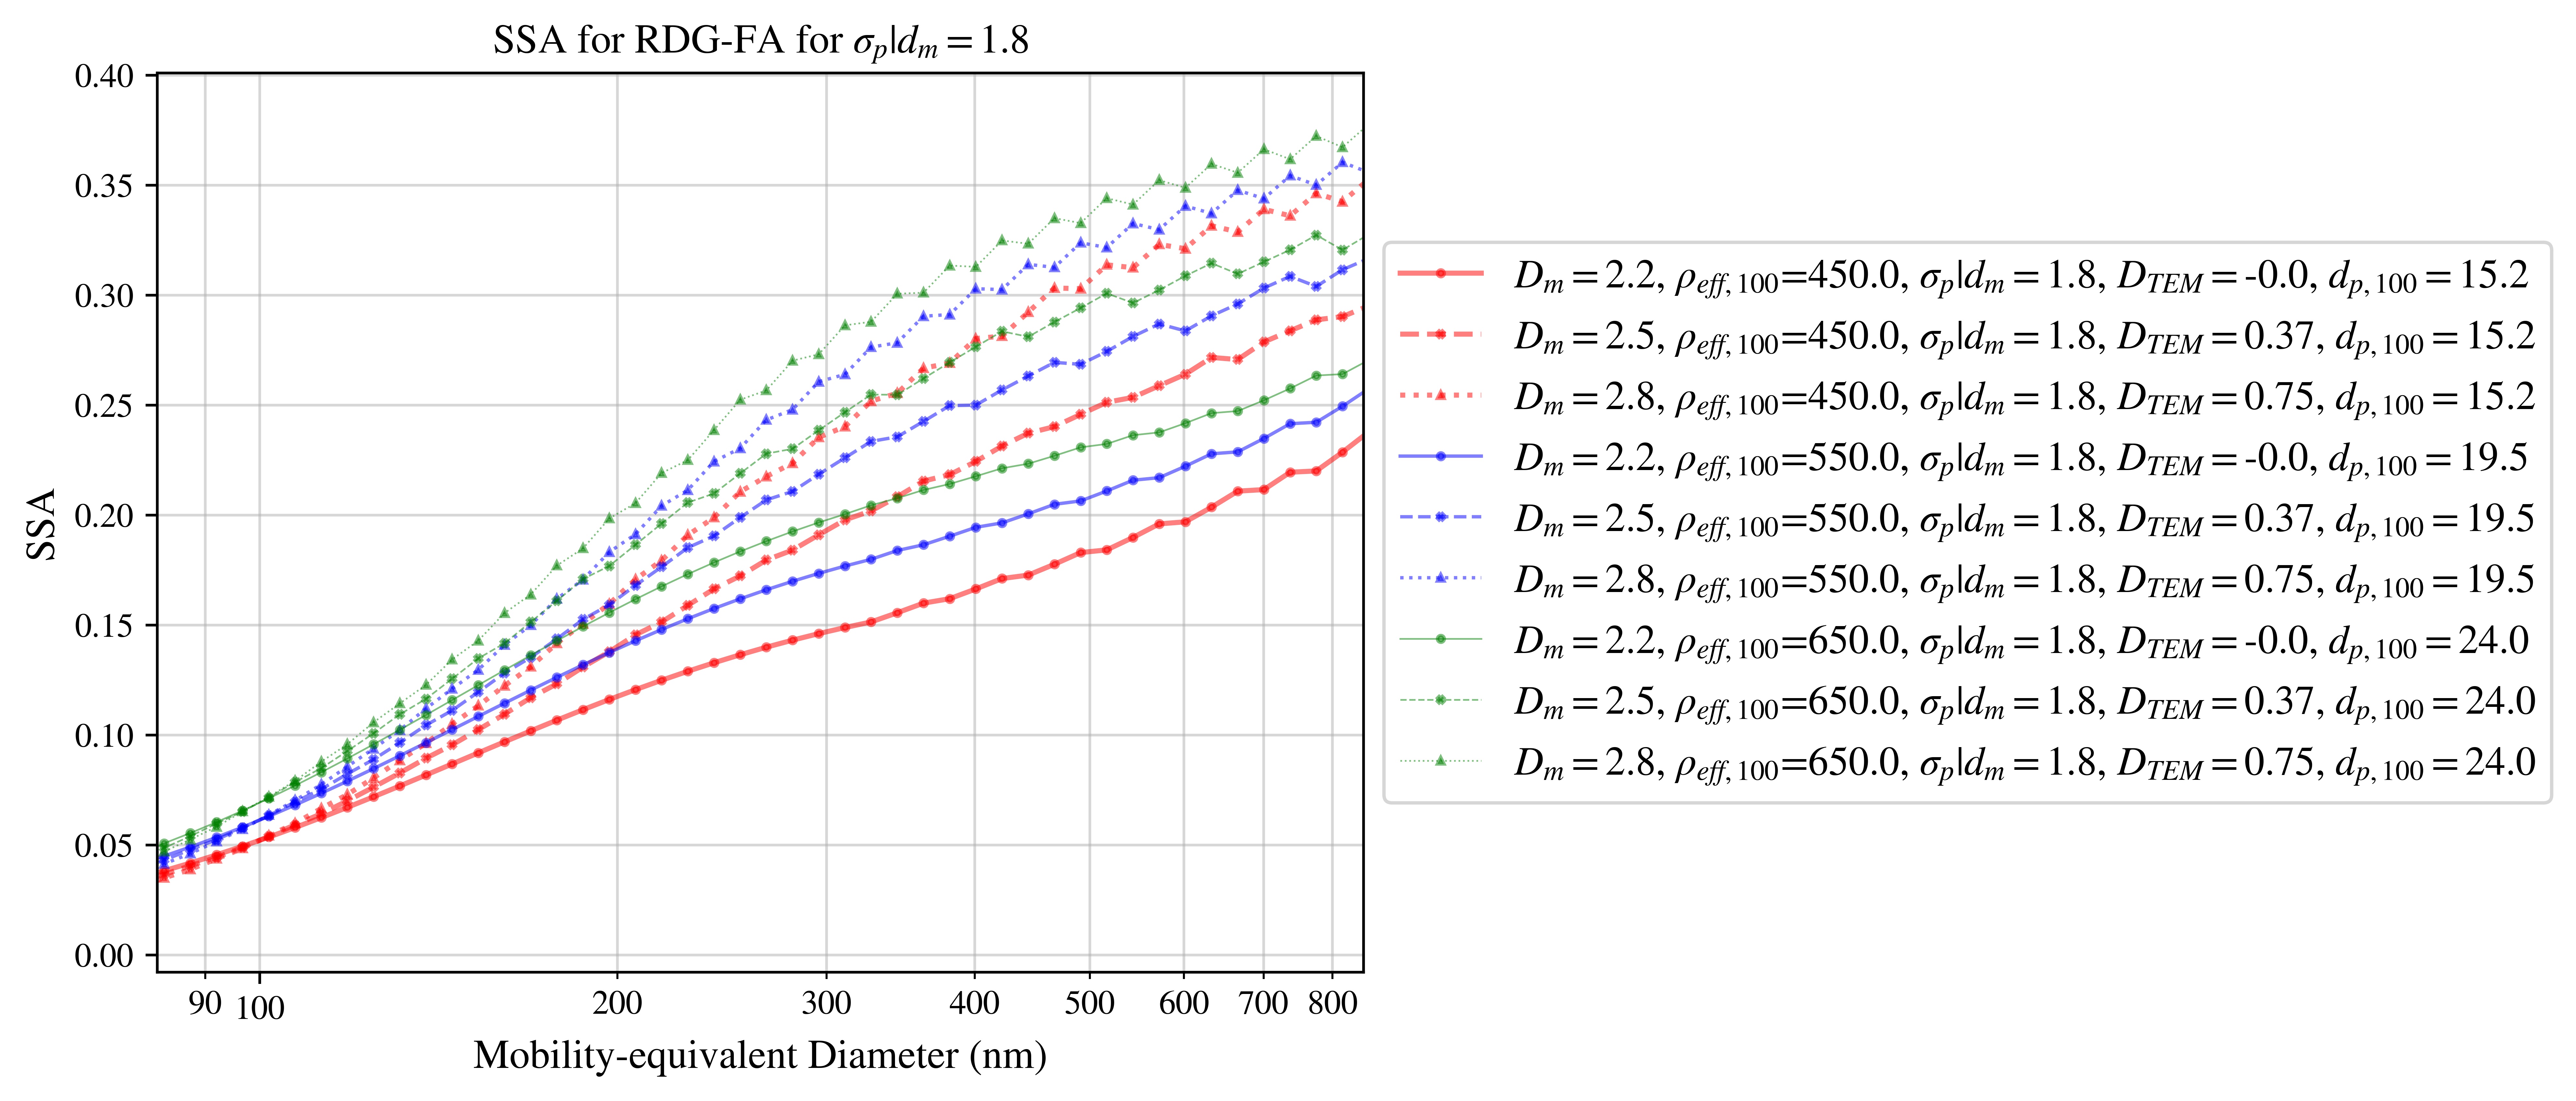 SSA for RDG-FA for σp|dm = 1.8
0.40
0.35
0.30
0.25
0.20
0.15
0.10
0.05
0.00
SSA
90 100 200 300 400 500 600 700 800
Mobility-equivalent Diameter (nm)
Dm = 2.2, ρeff, 100=450.0, σp|dm = 1.8, DTEM = -0.0, dp, 100 = 15.2
Dm = 2.5, ρeff, 100=450.0, σp|dm = 1.8, DTEM = 0.37, dp, 100 = 15.2
Dm = 2.8, ρeff, 100=450.0, σp|dm = 1.8, DTEM = 0.75, dp, 100 = 15.2
Dm = 2.2, ρeff, 100=550.0, σp|dm = 1.8, DTEM = -0.0, dp, 100 = 19.5
Dm = 2.5, ρeff, 100=550.0, σp|dm = 1.8, DTEM = 0.37, dp, 100 = 19.5
Dm = 2.8, ρeff, 100=550.0, σp|dm = 1.8, DTEM = 0.75, dp, 100 = 19.5
Dm = 2.2, ρeff, 100=650.0, σp|dm = 1.8, DTEM = -0.0, dp, 100 = 24.0
Dm = 2.5, ρeff, 100=650.0, σp|dm = 1.8, DTEM = 0.37, dp, 100 = 24.0
Dm = 2.8, ρeff, 100=650.0, σp|dm = 1.8, DTEM = 0.75, dp, 100 = 24.0